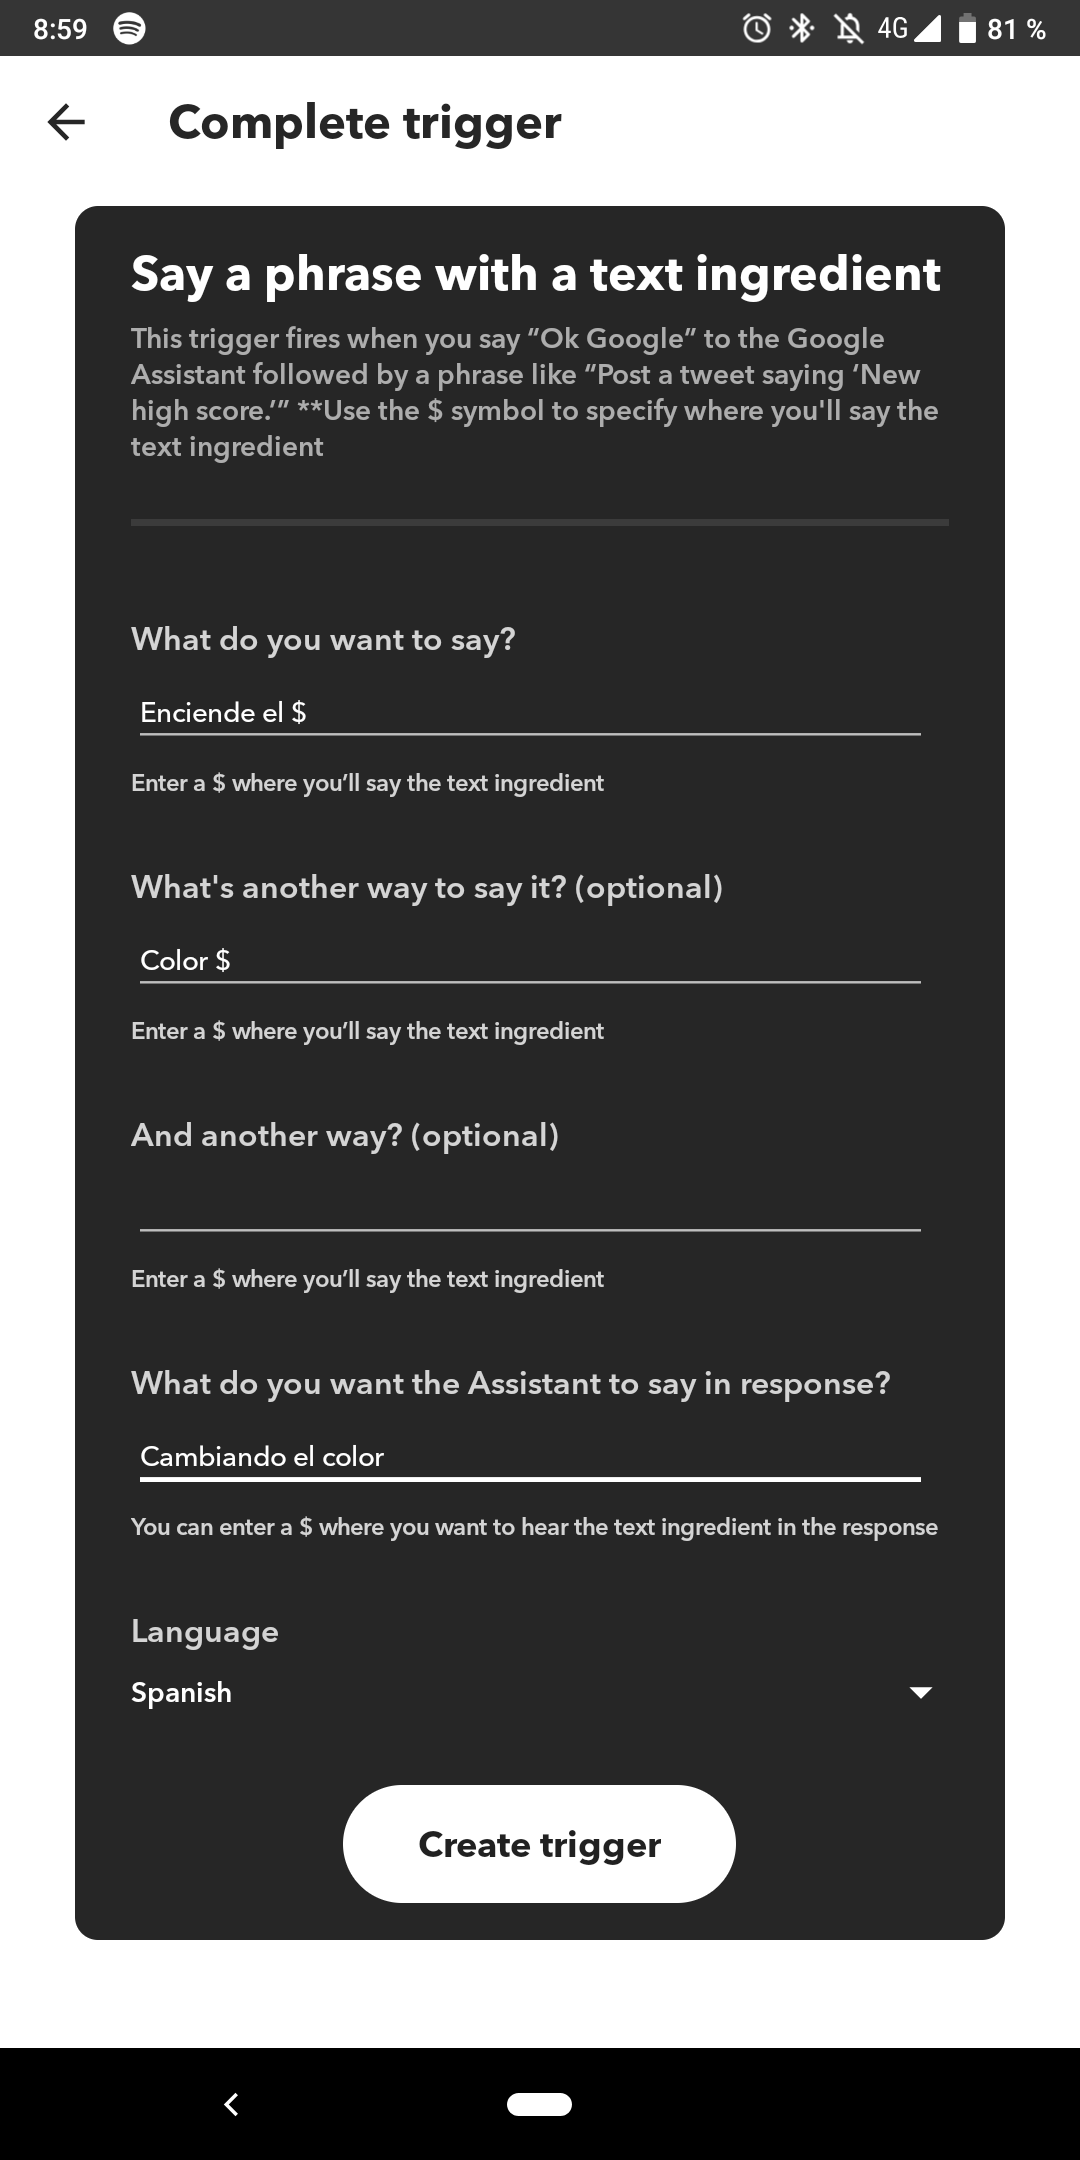 8:59 4G 81 %
Complete trigger
Say a phrase with a text ingredient
This trigger fires when you say “Ok Google” to the Google
Assistant followed by a phrase like “Post a tweet saying ‘New
high score.’” **Use the $ symbol to specify where you'll say the
text ingredient
What do you want to say?
Enciende el $
Enter a $ where you’ll say the text ingredient
What's another way to say it? (optional)
Color $
Enter a $ where you’ll say the text ingredient
And another way? (optional)
Enter a $ where you’ll say the text ingredient
What do you want the Assistant to say in response?
Cambiando el color
You can enter a $ where you want to hear the text ingredient in the response
Language
Spanish
Create trigger